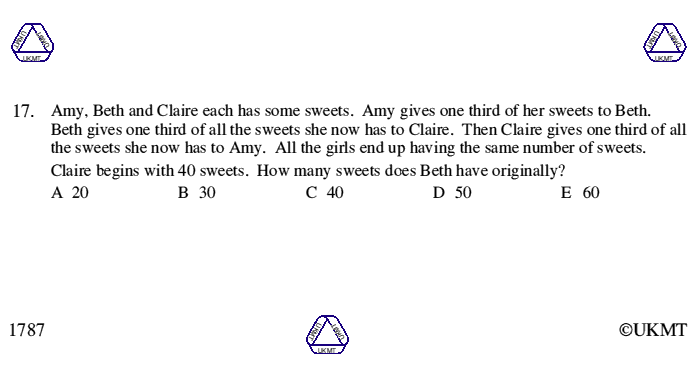 UKMT UKMT UKMT
UKMT UKMT UKMT
17. Amy, Beth and Claire each has some sweets. Amy gives one third of her sweets to Beth.
Beth gives one third of all the sweets she now has to Claire. Then Claire gives one third of all
the sweets she now has to Amy. All the girls end up having the same number of sweets.
Claire begins with 40 sweets. How many sweets does Beth have originally?
A 20 B 30 C 40 D 50 E 60
1787
UKMT UKMT UKMT
©UKMT